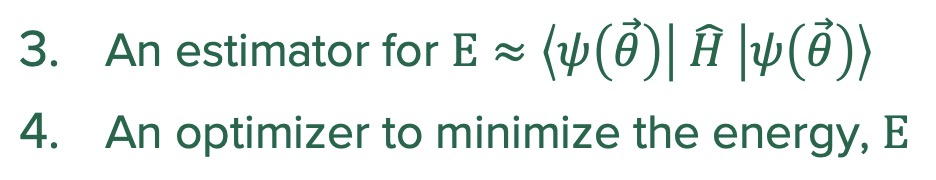 3. An estimator for E ≈ ⟨ψ(θ⃗)| Ĥ |ψ(θ⃗)⟩
4. An optimizer to minimize the energy, E